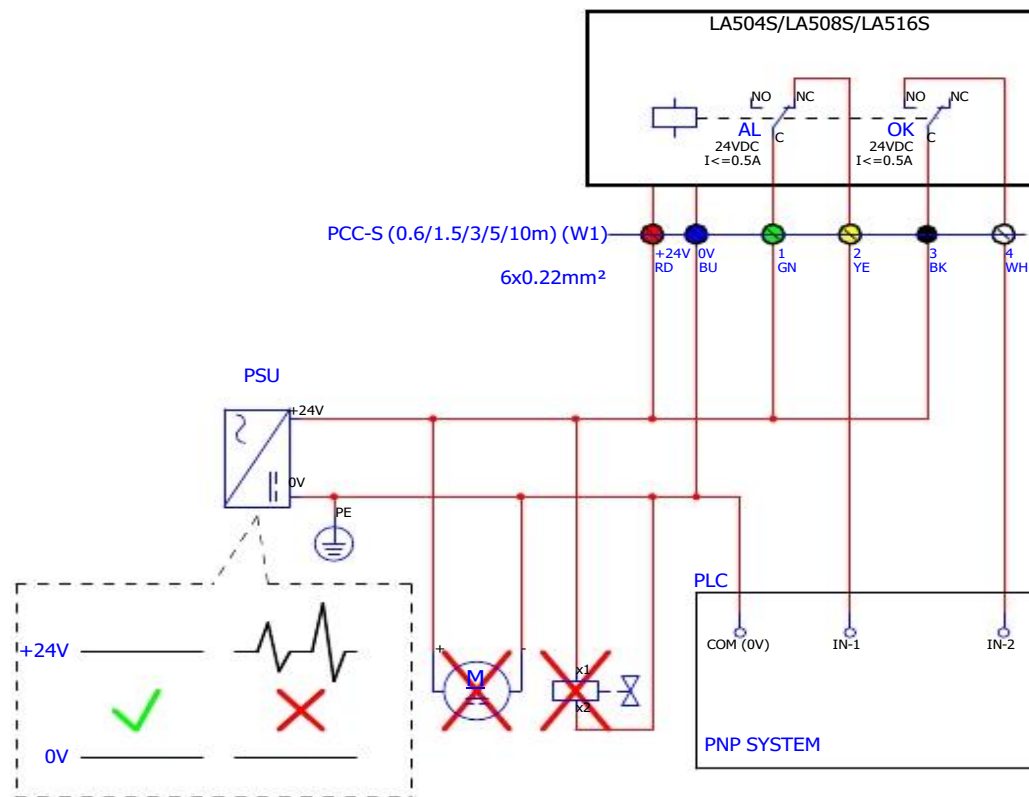 LA504S/LA508S/LA516S
NO
NC
NO
NC
AL
C
OK
C
24VDC
I<=0.5A
24VDC
I<=0.5A
PCC-S (0.6/1.5/3/5/10m) (W1)
+24V
0V
1
2
3
4
RD
BU
GN
YE
BK
WH
6x0.22mm²
PSU
+24V
0V
PE
PLC
COM (0V)
IN-1
IN-2
+24V
+
M
-
x1
x2
0V
PNP SYSTEM